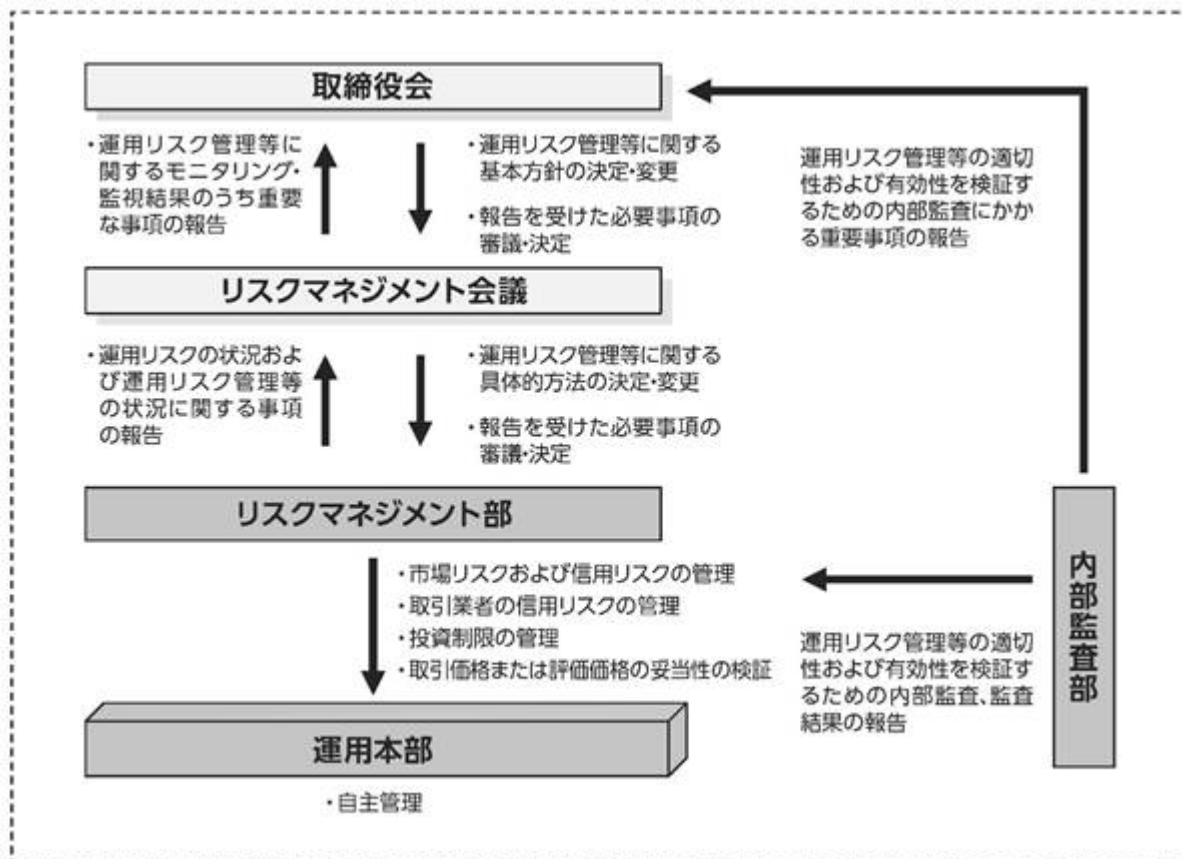 取締役会
・運用リスク管理等に
関するモニタリング・
監視結果のうち重要
な事項の報告
・運用リスク管理等に関する
基本方針の決定・変更
・報告を受けた必要事項の
審議・決定
運用リスク管理等の適切
性および有効性を検証す
るための内部監査にかか
る重要事項の報告
リスクマネジメント会議
・運用リスクの状況およ
び運用リスク管理等
の状況に関する事項
の報告
・運用リスク管理等に関する
具体的方法の決定・変更
・報告を受けた必要事項の
審議・決定
リスクマネジメント部
・市場リスクおよび信用リスクの管理
・取引業者の信用リスクの管理
・投資制限の管理
・取引価格または評価価格の妥当性の検証
運用リスク管理等の適切
性および有効性を検証す
るための内部監査、監査
結果の報告
内部監査部
運用本部
・自主管理